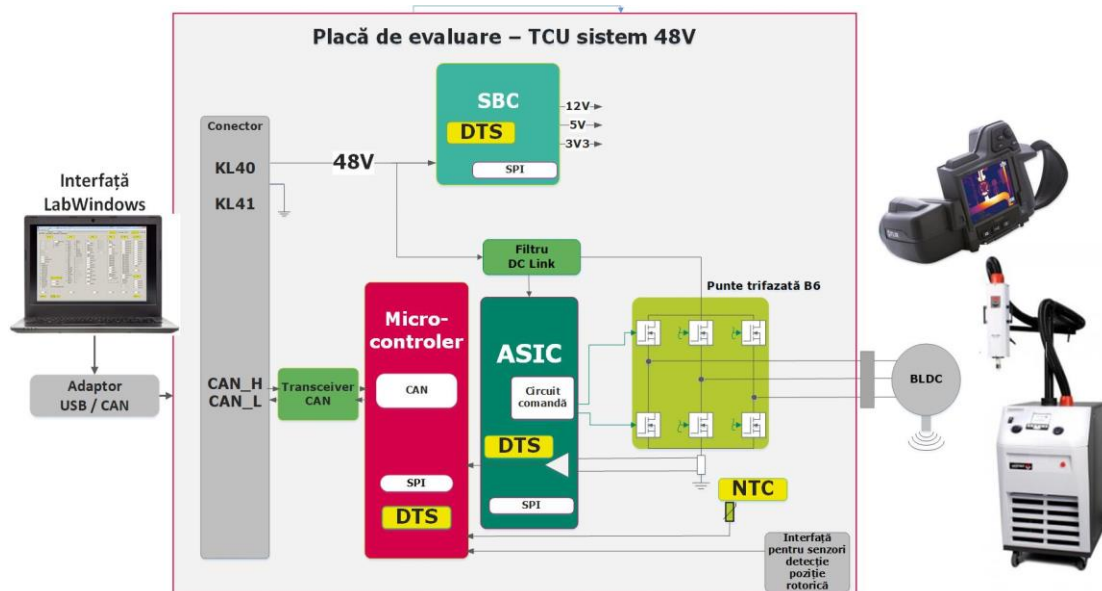 Placă de evaluare – TCU sistem 48V
SBC
DTS
SPI
12V
5V
3V3
Conector
KL40
KL41
48V
Interfață
LabWindows
Filtru
DC Link
Punte trifazată B6
Micro-
controler
ASIC
CAN_H
CAN_L
Transceiver
CAN
CAN
Circuit
comandă
BLDC
Adaptor
USB / CAN
DTS
SPI
DTS
SPI
NTC
Interfață
pentru senzori
detecție
poziție
rotorică